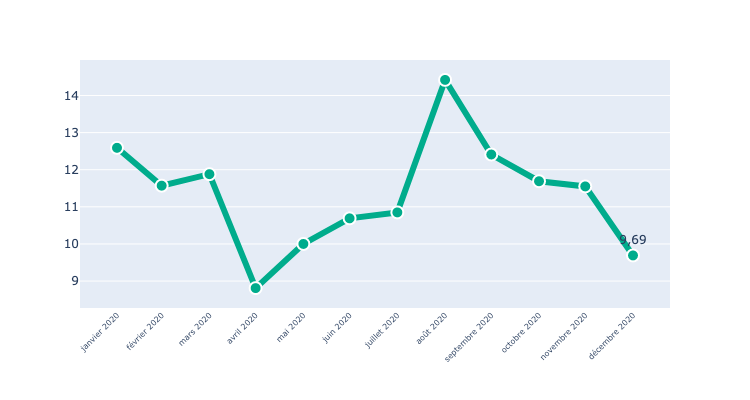 14
13
12
11
10
9
9.69
janvier 2020
février 2020
mars 2020
avril 2020
mai 2020
juin 2020
juillet 2020
août 2020
septembre 2020
octobre 2020
novembre 2020
décembre 2020